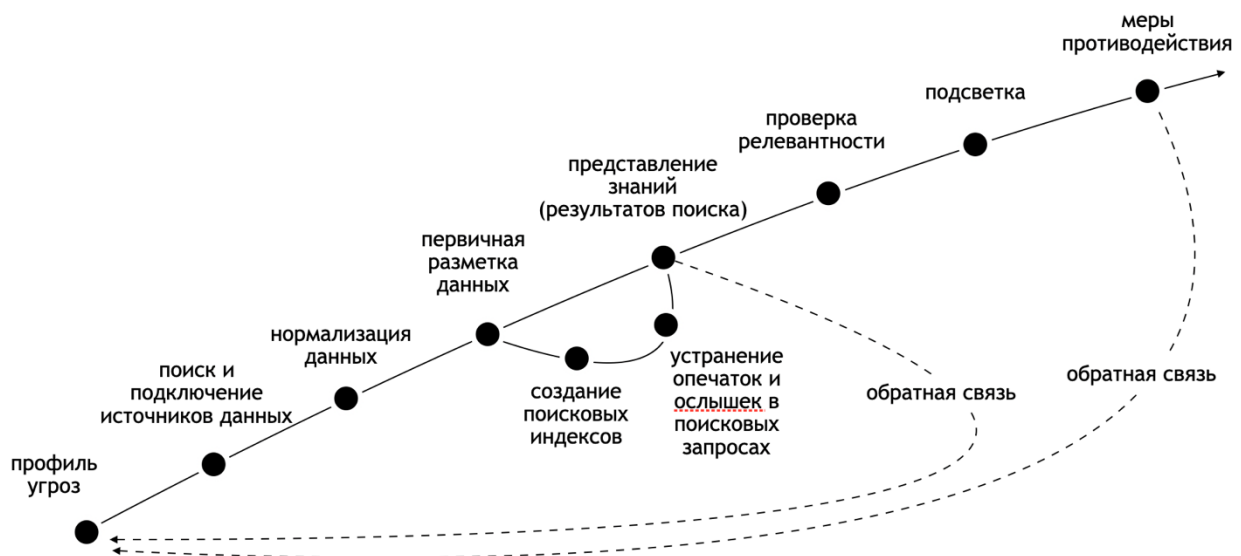 меры
противодействия
подсветка
проверка
релевантности
представление
знаний
(результатов поиска)
первичная
разметка
данных
нормализация
данных
поиск и
подключение
источников данных
профиль
угроз
создание
поисковых
индексов
устранение
опечаток и
ослышек в
поисковых
запросах
обратная связь
обратная связь